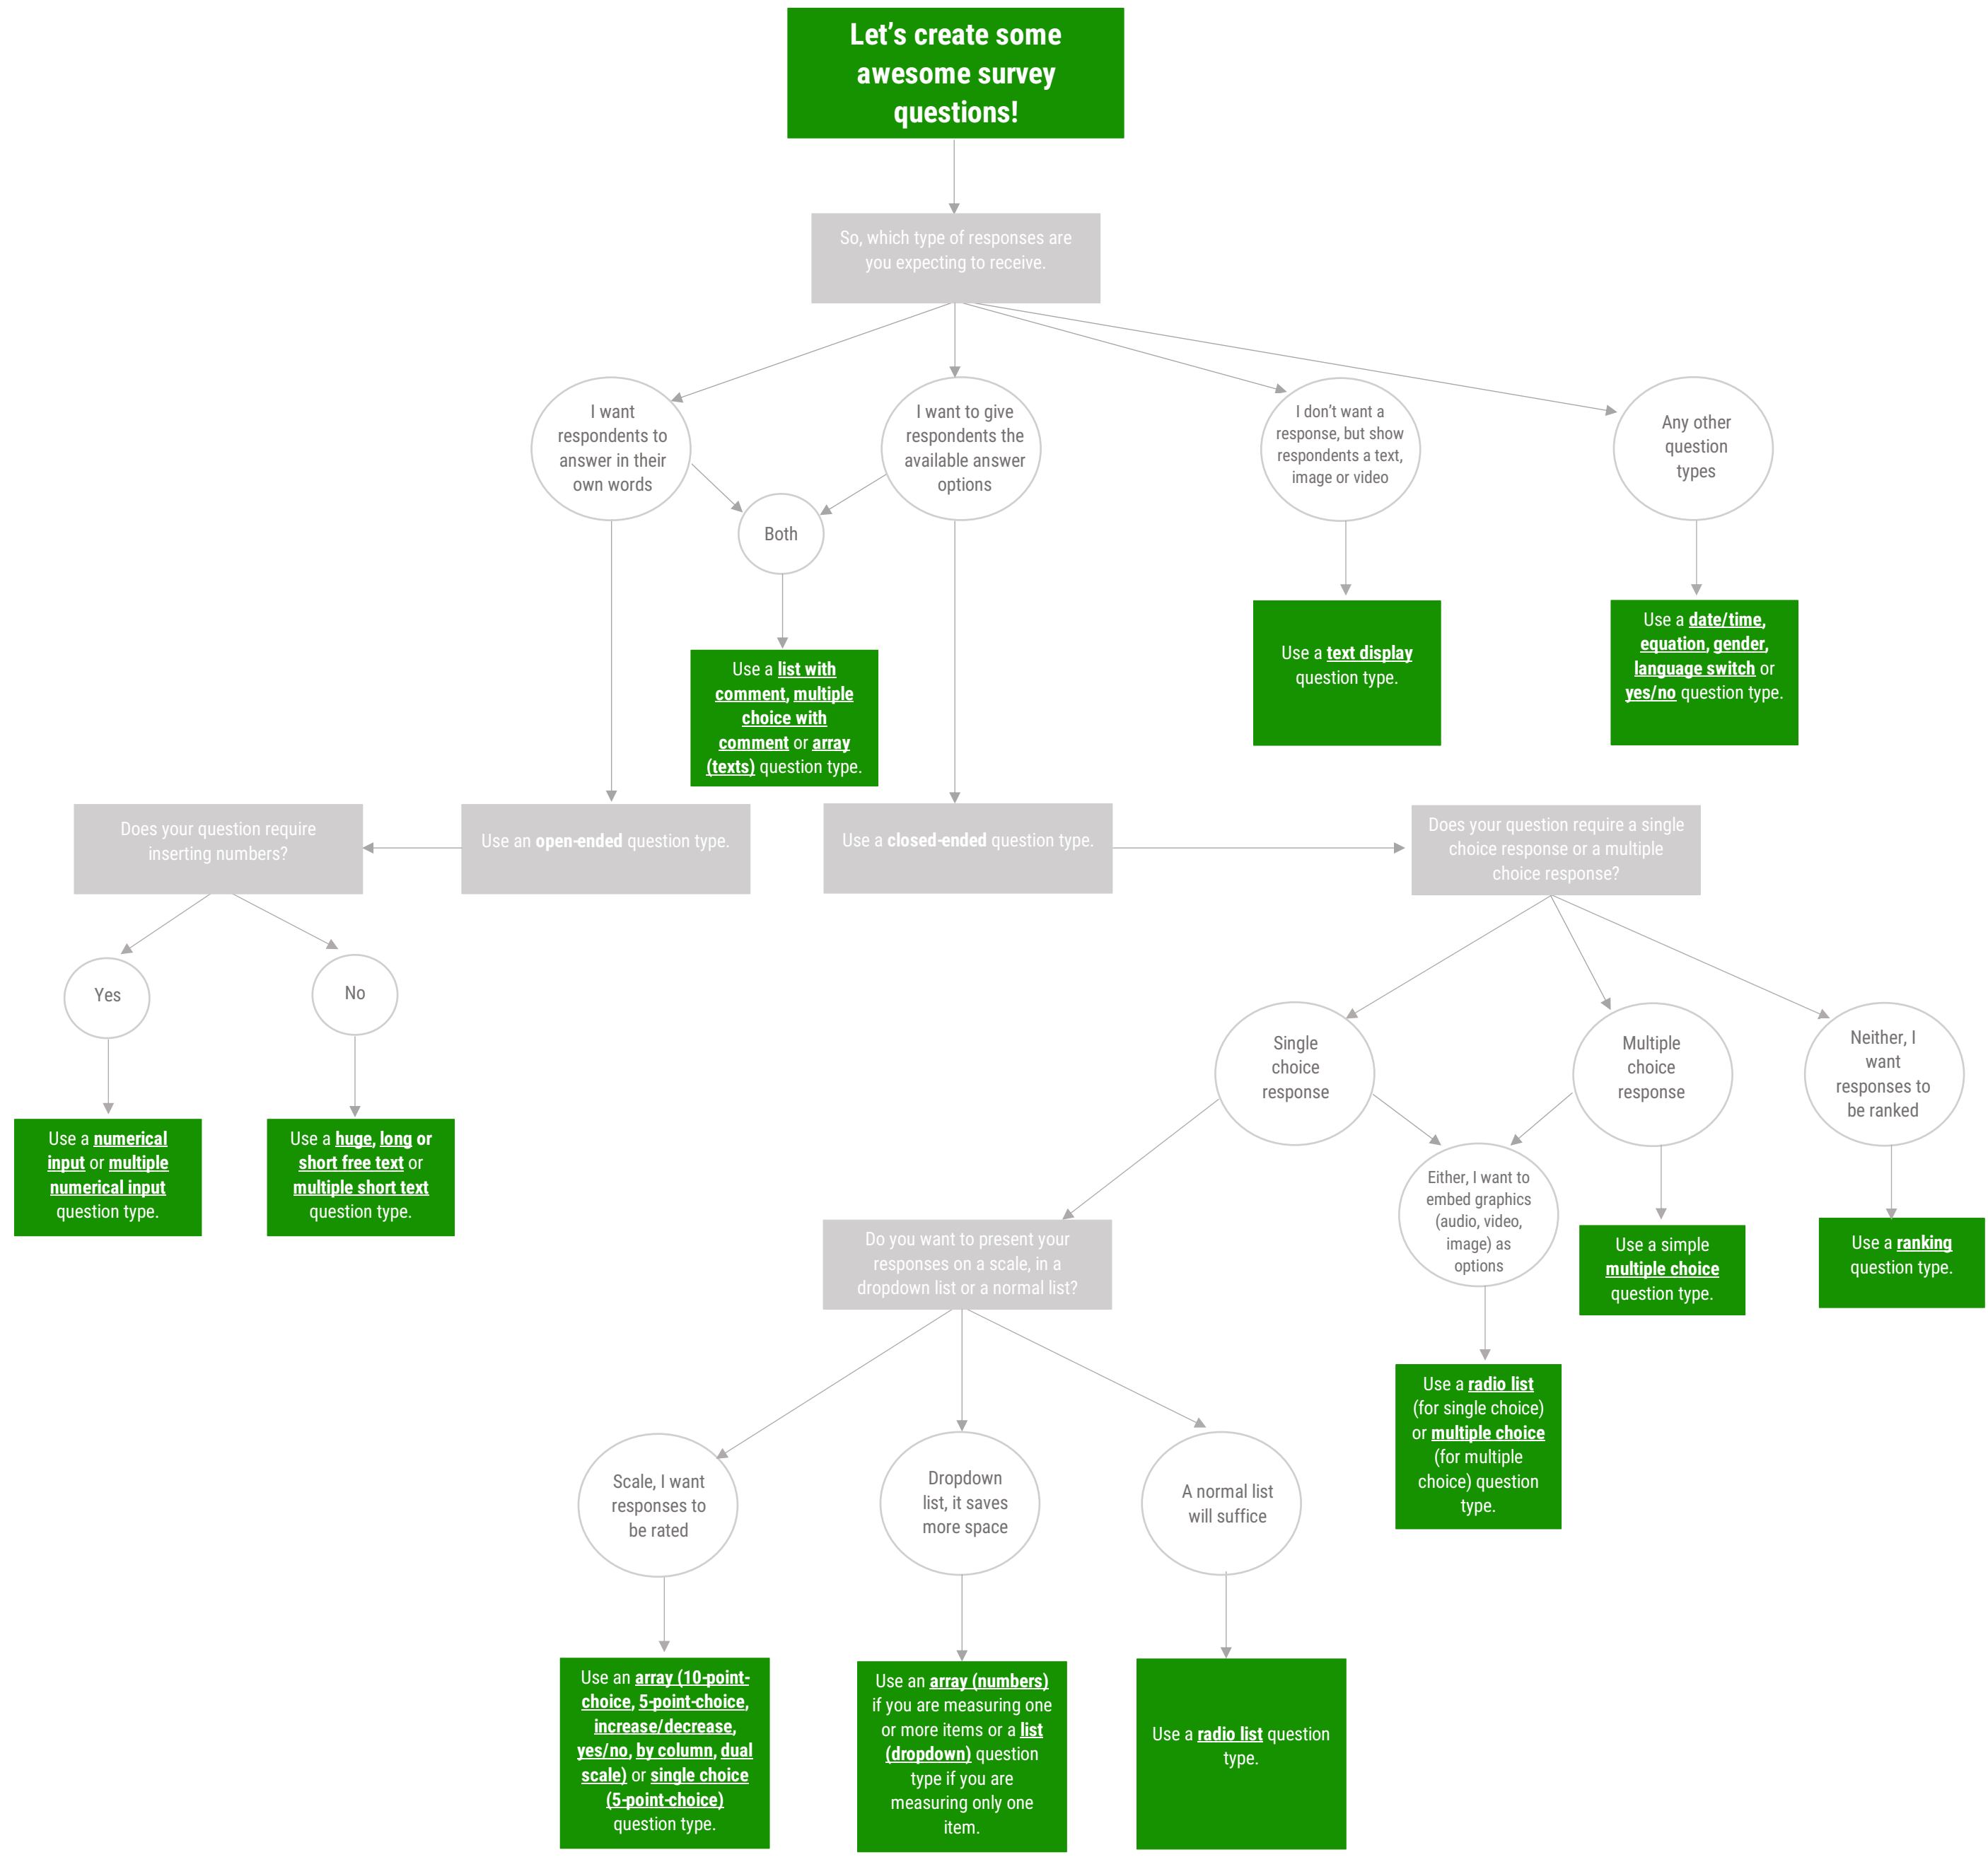 Let’s create some
awesome survey
questions!
So, which type of responses are
you expecting to receive.
I want
respondents to
answer in their
own words
I want to give
respondents the
available answer
options
I don’t want a
response, but show
respondents a text,
image or video
Any other
question
types
Both
Use a list with
comment, multiple
choice with
comment or array
(texts) question type.
Use a text display
question type.
Use a date/time,
equation, gender,
language switch or
yes/no question type.
Does your question require
inserting numbers?
Use an open-ended question type.
Use a closed-ended question type.
Does your question require a single
choice response or a multiple
choice response?
Yes
No
Single
choice
response
Multiple
choice
response
Neither, I
want
responses to
be ranked
Use a numerical
input or multiple
numerical input
question type.
Use a huge, long or
short free text or
multiple short text
question type.
Either, I want to
embed graphics
(audio, video,
image) as
options
Do you want to present your
responses on a scale, in a
dropdown list or a normal list?
Use a simple
multiple choice
question type.
Use a ranking
question type.
Use a radio list
(for single choice)
or multiple choice
(for multiple
choice) question
type.
Scale, I want
responses to
be rated
Dropdown
list, it saves
more space
A normal list
will suffice
Use an array (10-point-
choice, 5-point-choice,
increase/decrease,
yes/no, by column, dual
scale) or single choice
(5-point-choice)
question type.
Use an array (numbers)
if you are measuring one
or more items or a list
(dropdown) question
type if you are
measuring only one
item.
Use a radio list question
type.